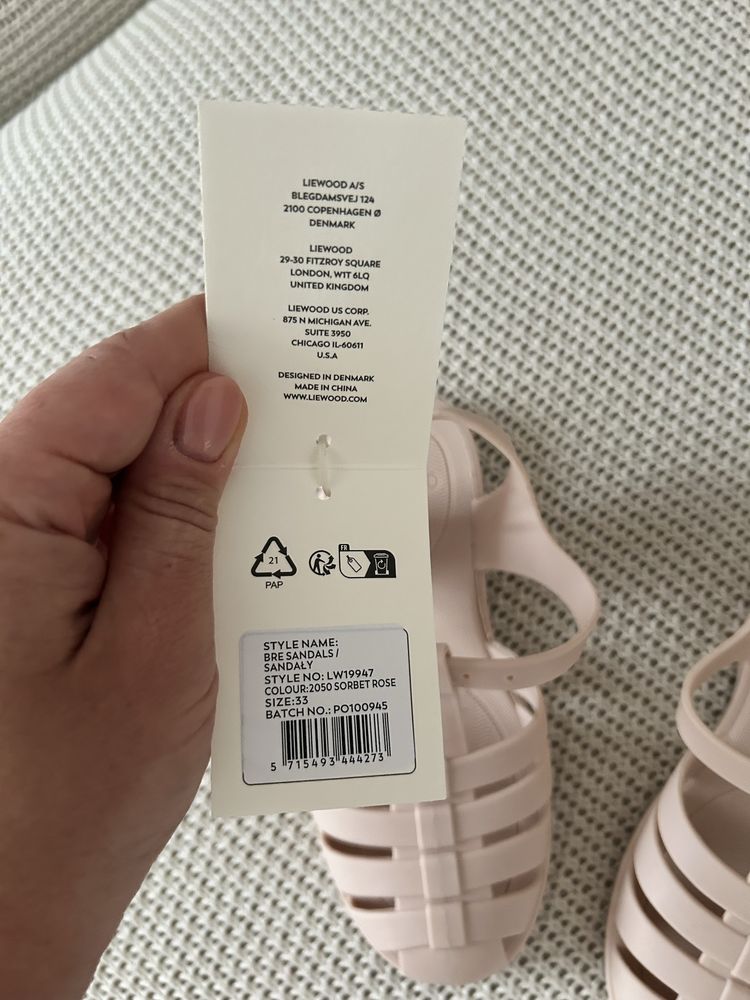 LIEWOOD A/S
BLEGDAMSVEJ 124
2100 COPENHAGEN Ø
DENMARK
LIEWOOD
29-30 FITZROY SQUARE
LONDON, W1T 6LQ
UNITED KINGDOM
LIEWOOD US CORP.
875 N MICHIGAN AVE.
SUITE 3950
CHICAGO IL-60611
U.S.A
DESIGNED IN DENMARK
MADE IN CHINA
WWW.LIEWOOD.COM
21
PAP
FR
STYLE NAME:
BRE SANDALS /
SANDAŁY
STYLE NO: LW19947
COLOUR:2050 SORBET ROSE
SIZE:33
BATCH NO.: PO100945
5 715493 444273